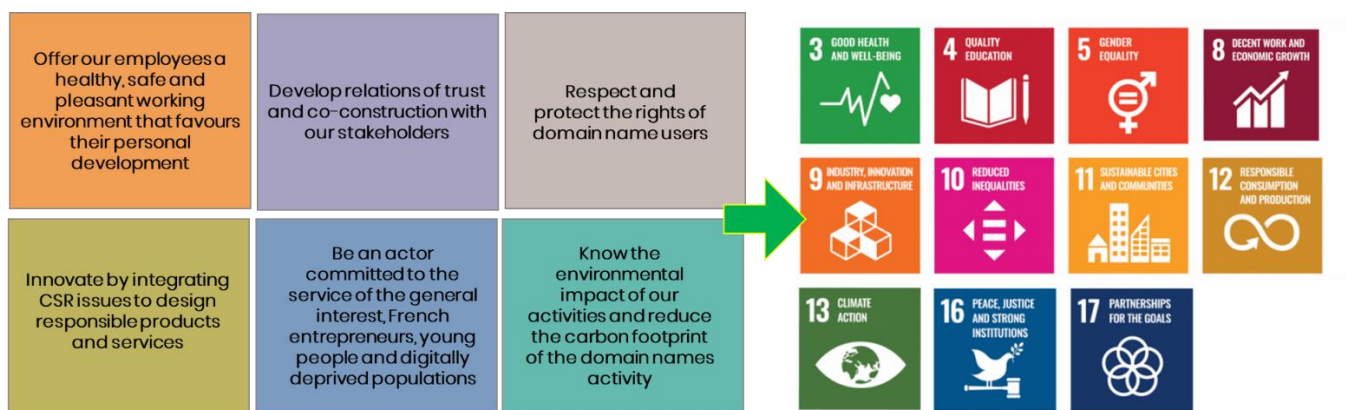 Offer our employees a
healthy, safe and
pleasant working
environment that favours
their personal
development
Develop relations of trust
and co-construction with
our stakeholders
Respect and
protect the rights of
domain name users
Innovate by integrating
CSR issues to design
responsible products
and services
Be an actor
committed to the
service of the general
interest, French
entrepreneurs, young
people and digitally
deprived populations
Know the
environmental
impact of our
activities and reduce
the carbon footprint
of the domain names
activity
3 GOOD HEALTH
AND WELL-BEING
4 QUALITY
EDUCATION
5 GENDER
EQUALITY
8 DECENT WORK AND
ECONOMIC GROWTH
9 INDUSTRY, INNOVATION
AND INFRASTRUCTURE
10 REDUCED
INEQUALITIES
11 SUSTAINABLE CITIES
AND COMMUNITIES
12 RESPONSIBLE
CONSUMPTION
AND PRODUCTION
13 CLIMATE
ACTION
16 PEACE, JUSTICE
AND STRONG
INSTITUTIONS
17 PARTNERSHIPS
FOR THE GOALS